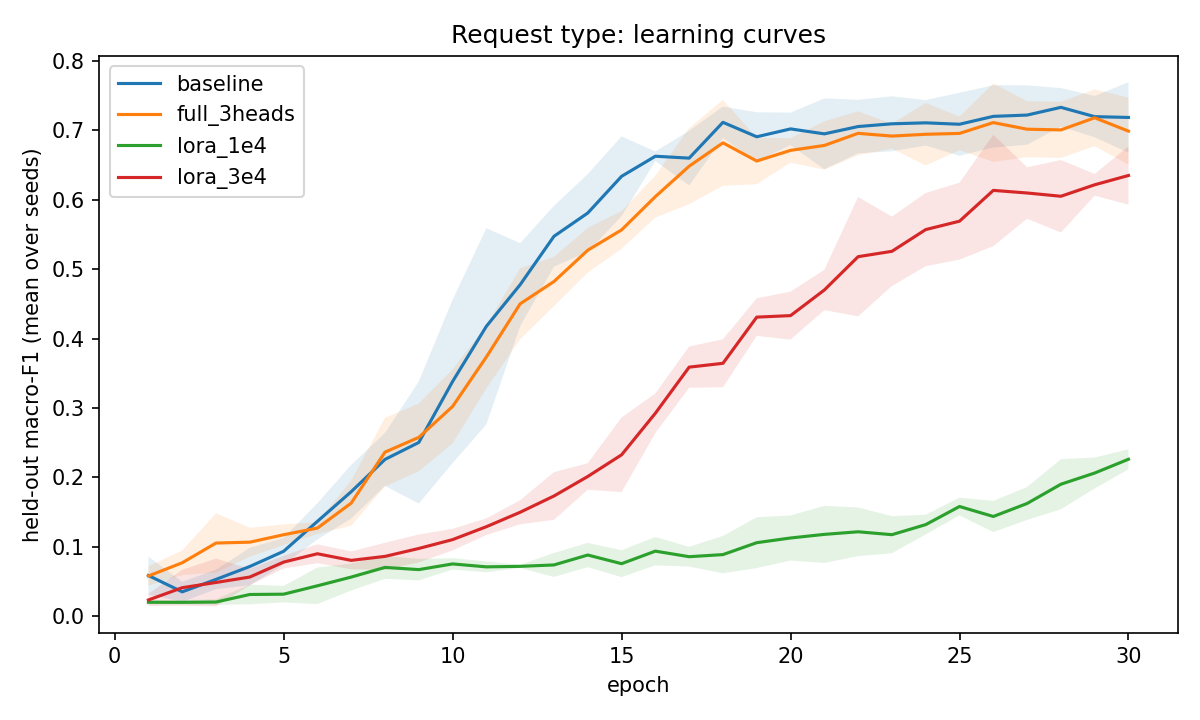 Request type: learning curves
baseline
full_3heads
lora_1e4
lora_3e4
held-out macro-F1 (mean over seeds)
0.8
0.7
0.6
0.5
0.4
0.3
0.2
0.1
0.0
0 5 10 15 20 25 30
epoch